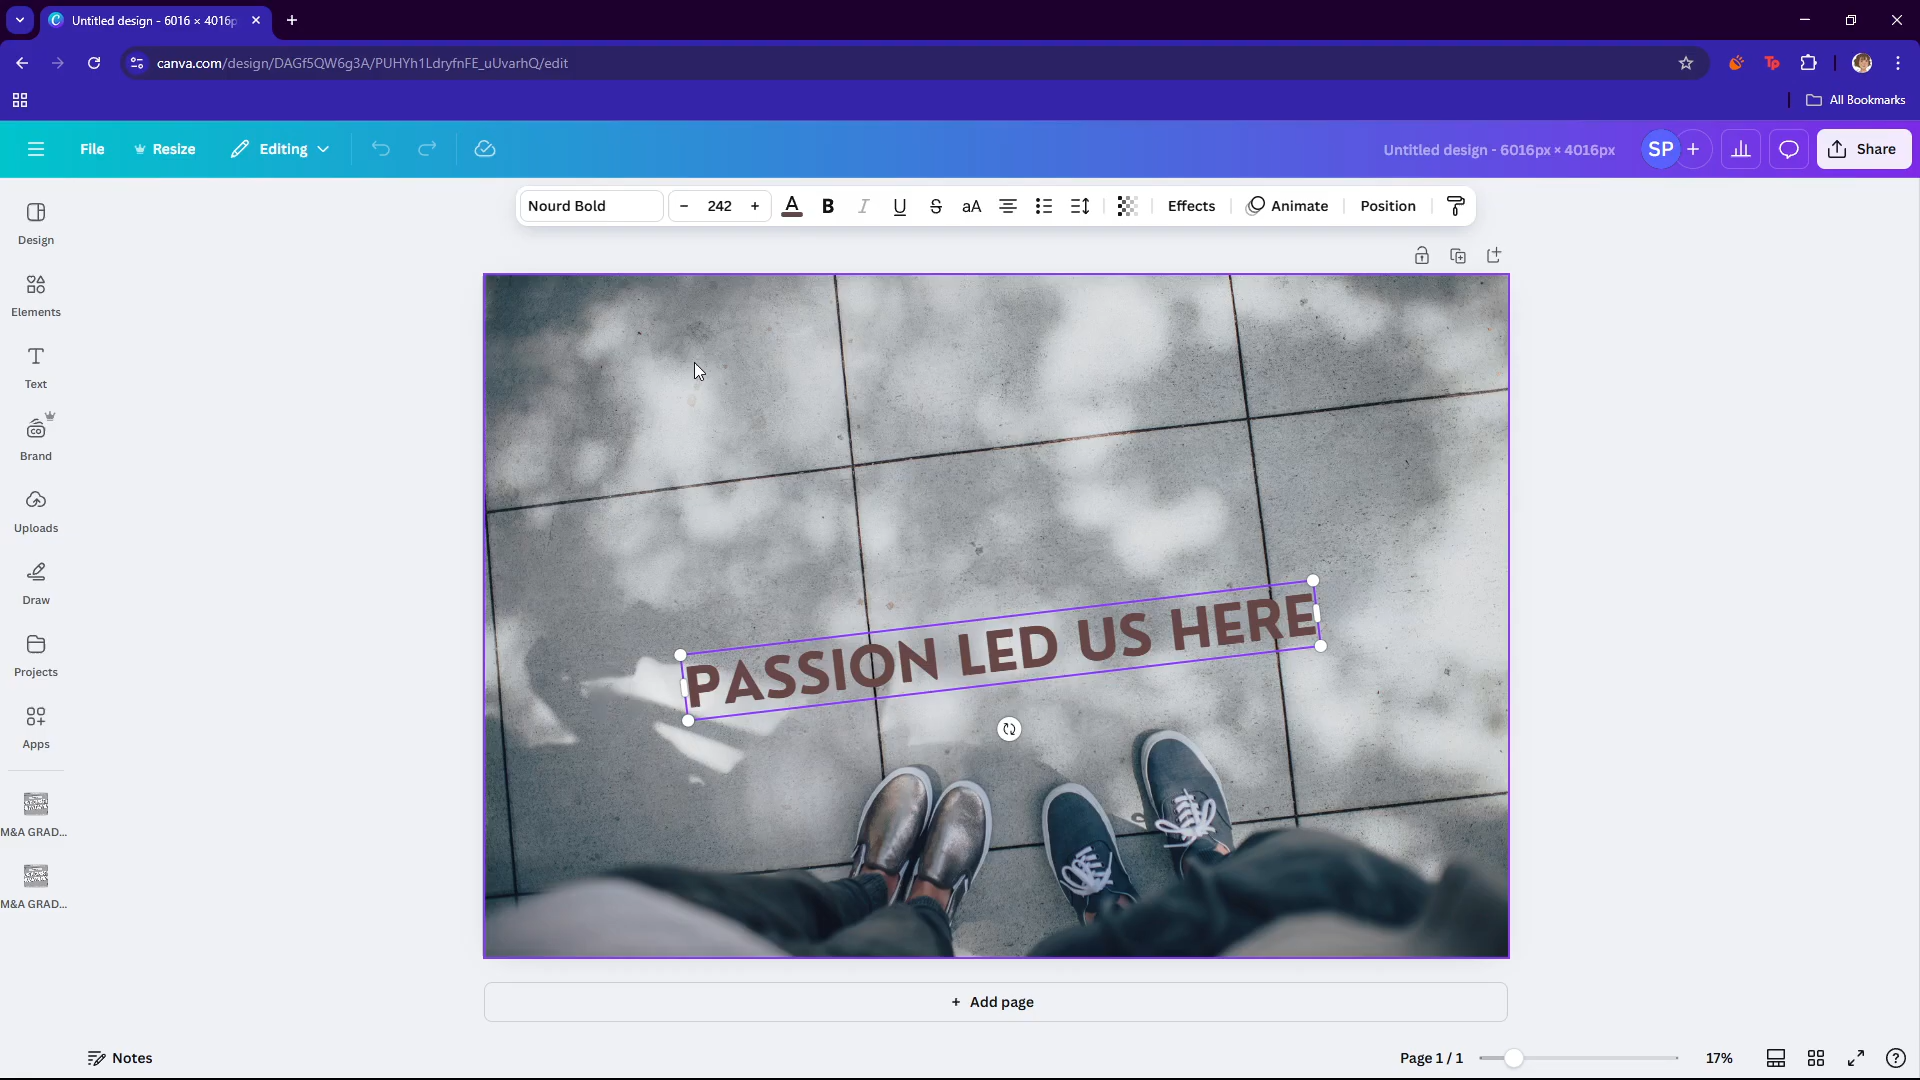 Untitled design - 6016 × 4016p
canva.com/design/DAGf5QW6g3A/PUHYh1LdryfnFE_uUvarhQ/edit
All Bookmarks
File
Resize
Editing
Untitled design - 6016px × 4016px
SP
+
Share
Nourd Bold
- 242 +
A
B
I
U
S
aA
Effects
Animate
Position
Design
Elements
T
Text
CO
Brand
Uploads
Draw
Projects
Apps
M&A GRAD...
M&A GRAD...
PASSION LED US HERE
+ Add page
Notes
Page 1 / 1
17%
?